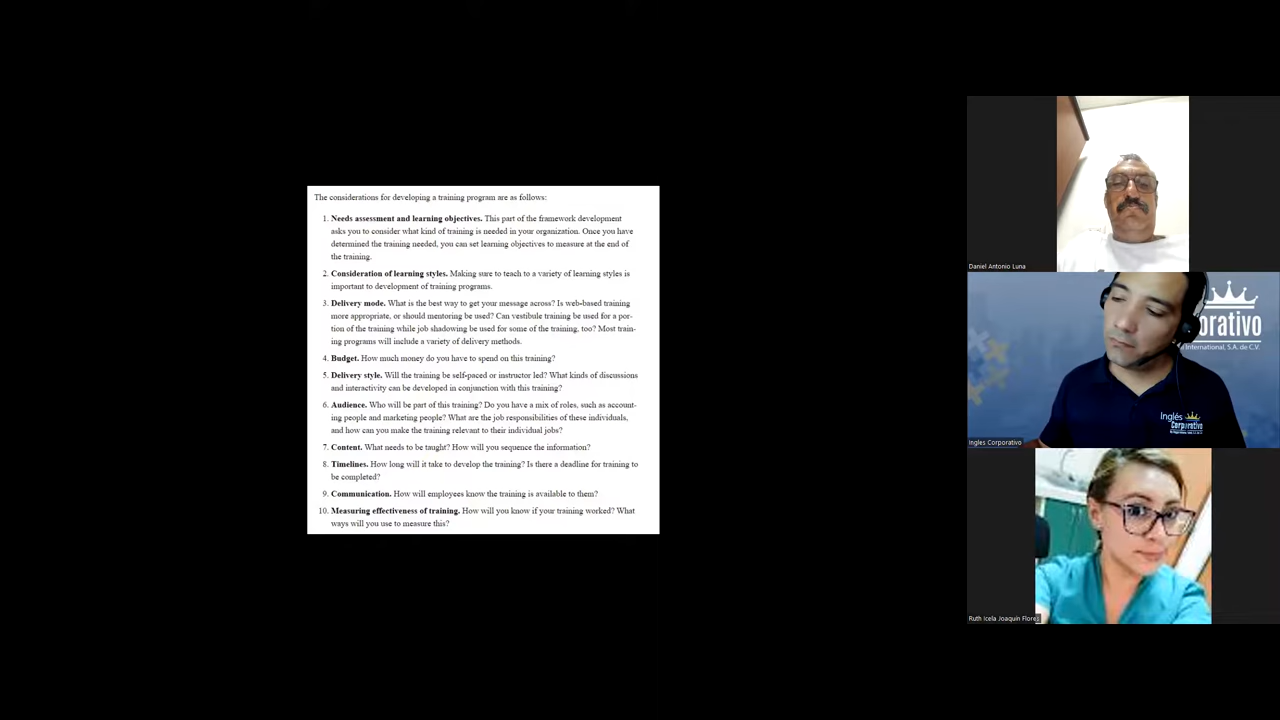 The considerations for developing a training program are as follows:
1. Needs assessment and learning objectives. This part of the framework development
asks you to consider what kind of training is needed in your organization. Once you have
determined the training needed, you can set learning objectives to measure at the end of
the training.
2. Consideration of learning styles. Making sure to teach to a variety of learning styles is
important to development of training programs.
3. Delivery mode. What is the best way to get your message across? Is web-based training
more appropriate, or should mentoring be used? Can vestibule training be used for a por-
tion of the training while job shadowing be used for some of the training, too? Most train-
ing programs will include a variety of delivery methods.
4. Budget. How much money do you have to spend on this training?
5. Delivery style. Will the training be self-paced or instructor led? What kinds of discussions
and interactivity can be developed in conjunction with this training?
6. Audience. Who will be part of this training? Do you have a mix of roles, such as account-
ing people and marketing people? What are the job responsibilities of these individuals,
and how can you make the training relevant to their individual jobs?
7. Content. What needs to be taught? How will you sequence the information?
8. Timelines. How long will it take to develop the training? Is there a deadline for training to
be completed?
9. Communication. How will employees know the training is available to them?
10. Measuring effectiveness of training. How will you know if your training worked? What
ways will you use to measure this?
Daniel Antonio Luna
orativo
International, S.A. de C.V.
Inglés
Corporativo
Ingles Corporativo
Ruth Icela Joaquin Flores